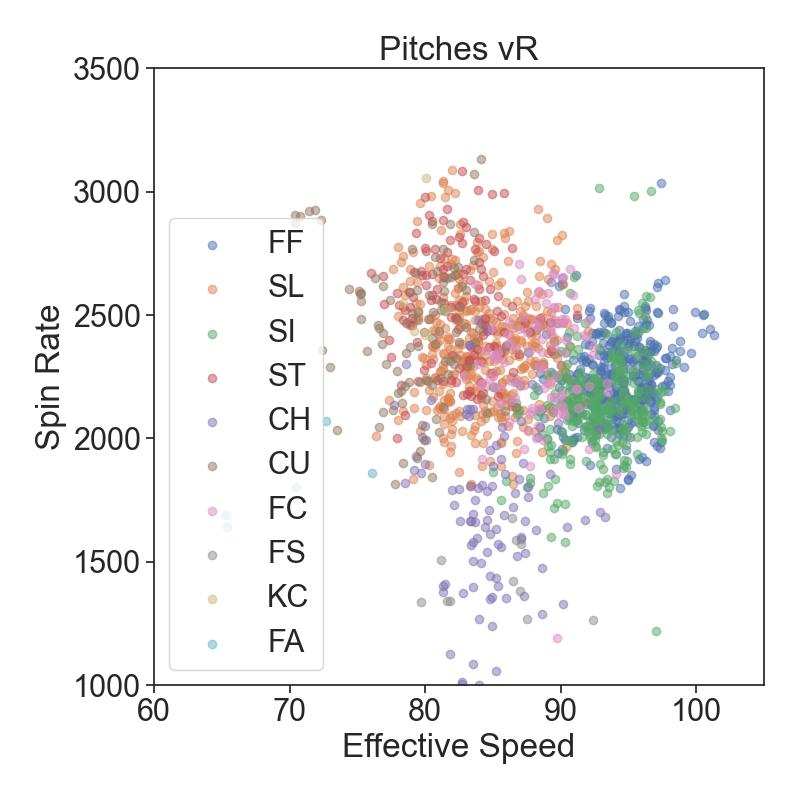 Pitches vR
3500
3000
2500
2000
1500
1000
Spin Rate
FF
SL
SI
ST
CH
CU
FC
FS
KC
FA
60 70 80 90 100
Effective Speed